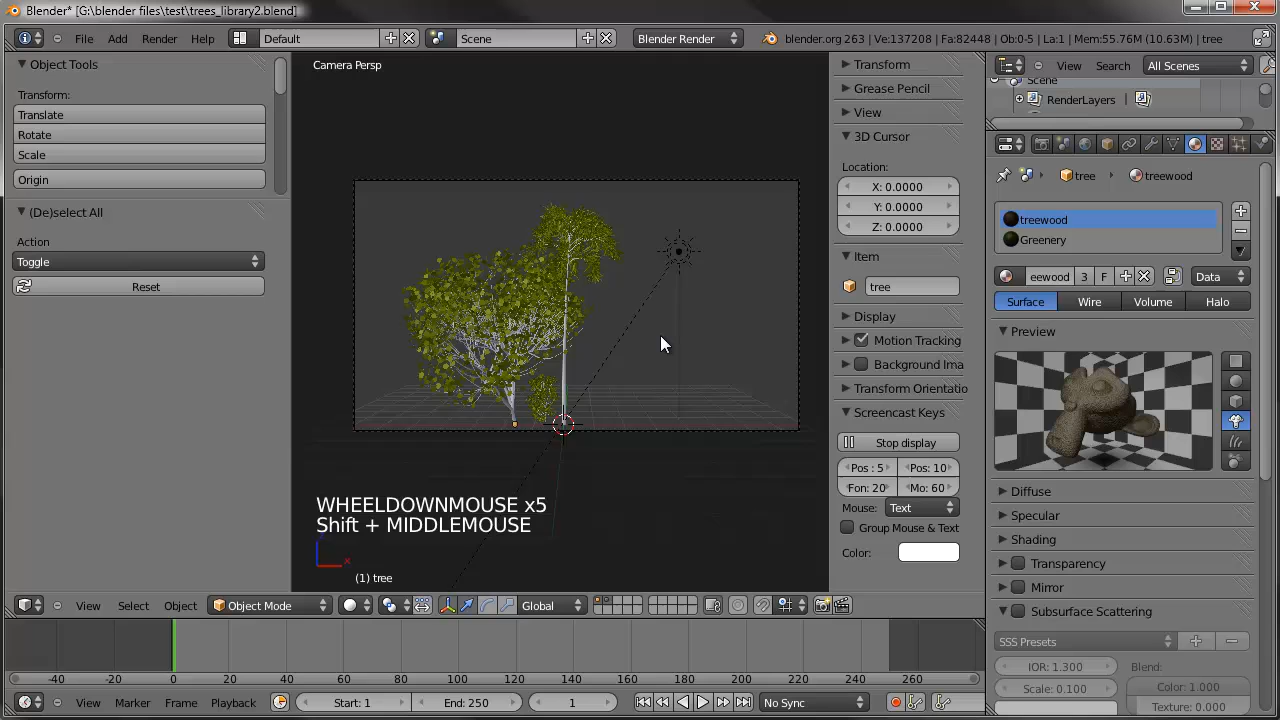 Blender* [G:\blender files\test\trees_library2.blend]
File Add Render Help Default Scene Blender Render blender.org 263 | Ve:137208 | Fa:82448 | Ob:0-5 | La:1 | Mem:55.76M (10.63M) | tree
Object Tools
Transform:
Translate
Rotate
Scale
Origin
(De)select All
Action
Toggle
Reset
Camera Persp
WHEELDOWNMOUSE x5
Shift + MIDDLEMOUSE
x
(1) tree
Transform
Grease Pencil
View
3D Cursor
Location:
X: 0.0000
Y: 0.0000
Z: 0.0000
Item
tree
Display
Motion Tracking
Background Ima
Transform Orientatio
Screencast Keys
Stop display
Pos : 5 Pos: 10
Fon: 20 Mo: 60
Mouse: Text
Group Mouse & Text
Color:
View Search All Scenes
Scene
RenderLayers |
tree treewood
treewood
Greenery
eewood 3 F Data
Surface Wire Volume Halo
Preview
Diffuse
Specular
Shading
Transparency
Mirror
Subsurface Scattering
SSS Presets
IOR: 1.300 Blend:
Scale: 0.100 Color: 1.000
Texture: 0.000
View Select Object Object Mode Global
-40 -20 0 20 40 60 80 100 120 140 160 180 200 220 240 260
View Marker Frame Playback Start: 1 End: 250 1 No Sync